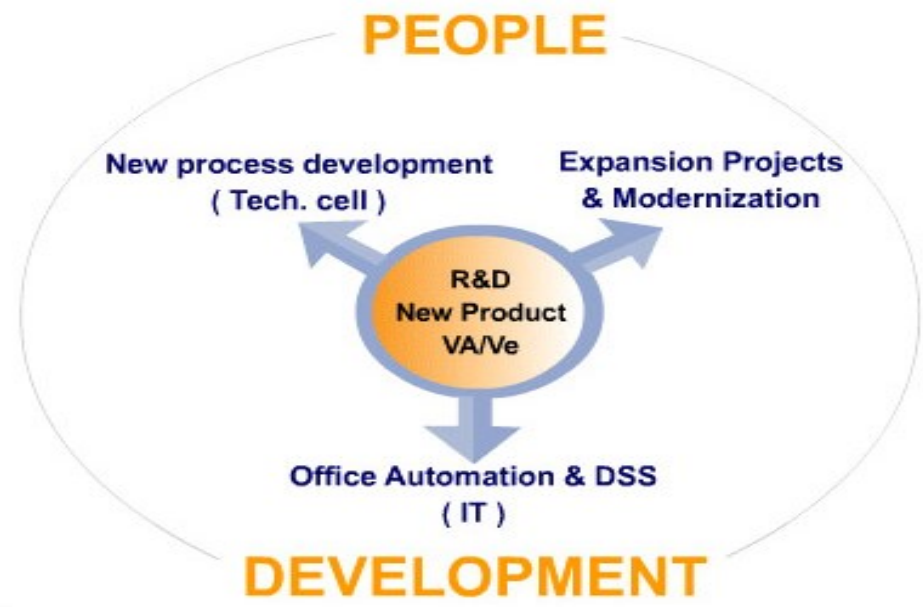 PEOPLE
New process development
( Tech. cell )
Expansion Projects
& Modernization
R&D
New Product
VA/Ve
Office Automation & DSS
( IT )
DEVELOPMENT